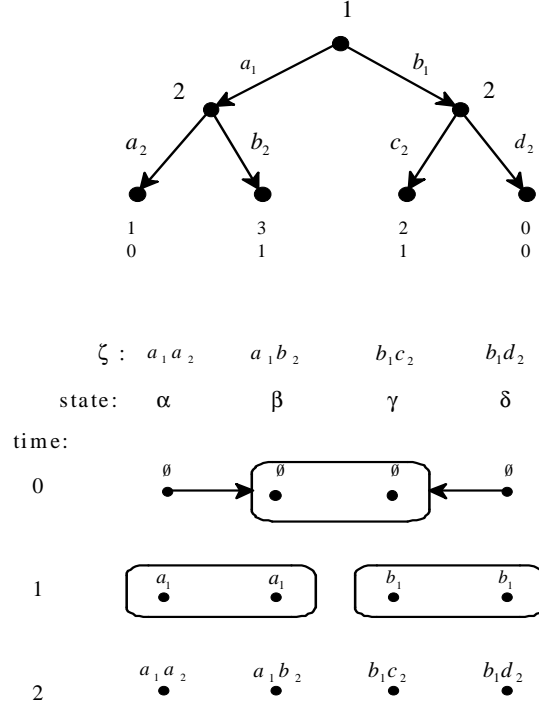 1
a₁ b₁
2 2
a₂ b₂ c₂ d₂
1 3 2 0
0 1 1 0
ζ : a₁a₂ a₁b₂ b₁c₂ b₁d₂
state: α β γ δ
time:
ø ø ø ø
0
a₁ a₁ b₁ b₁
1
a₁a₂ a₁b₂ b₁c₂ b₁d₂
2